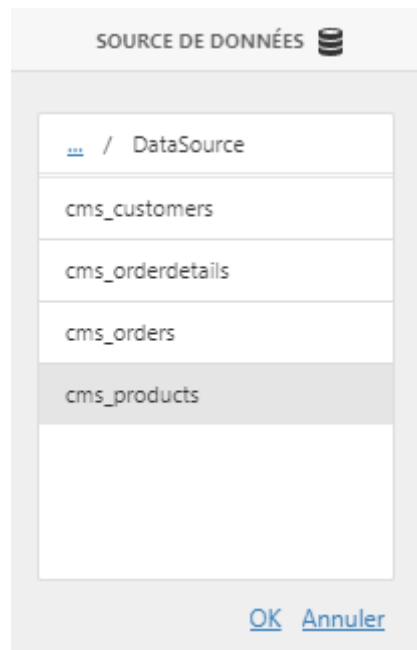 SOURCE DE DONNÉES
... / DataSource
cms_customers
cms_orderdetails
cms_orders
cms_products
OK Annuler